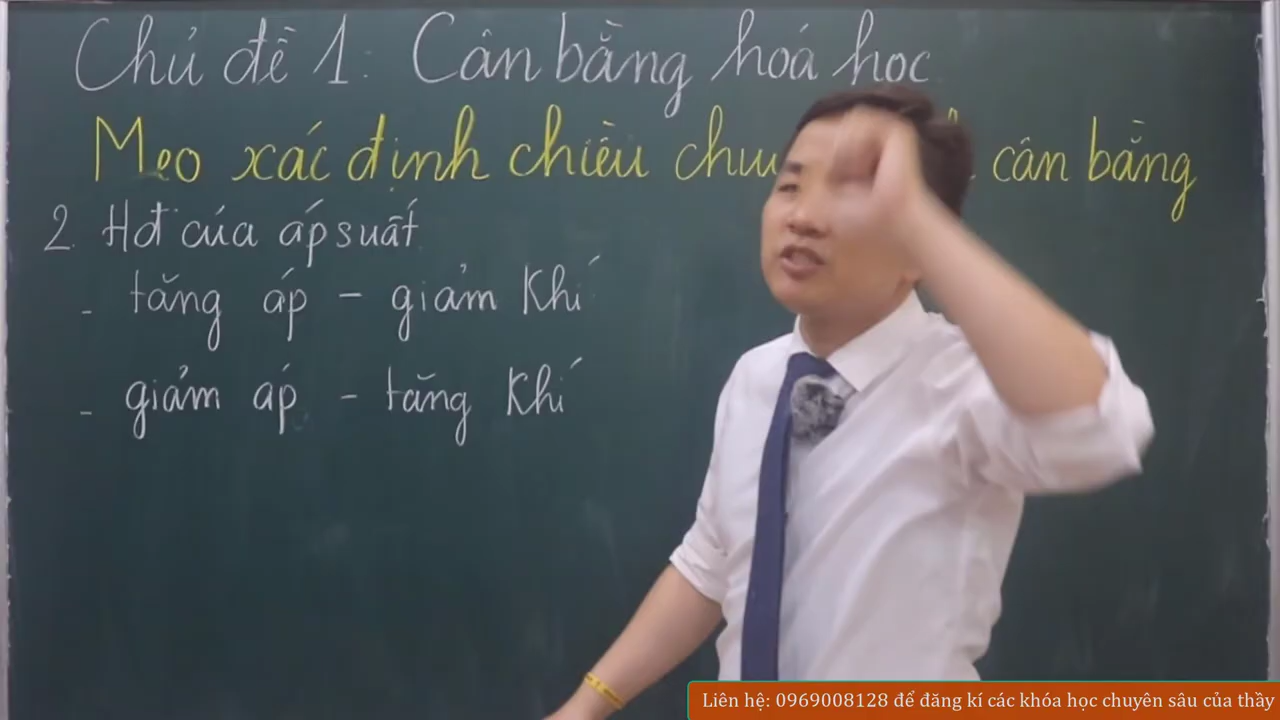 Chủ đề 1: Cân bằng hoá học
Mẹo xác định chiều cân bằng
2. Hđ của áp suất
- tăng áp - giảm khí
- giảm áp - tăng khí
Liên hệ: 0969008128 để đăng kí các khóa học chuyên sâu của thầy